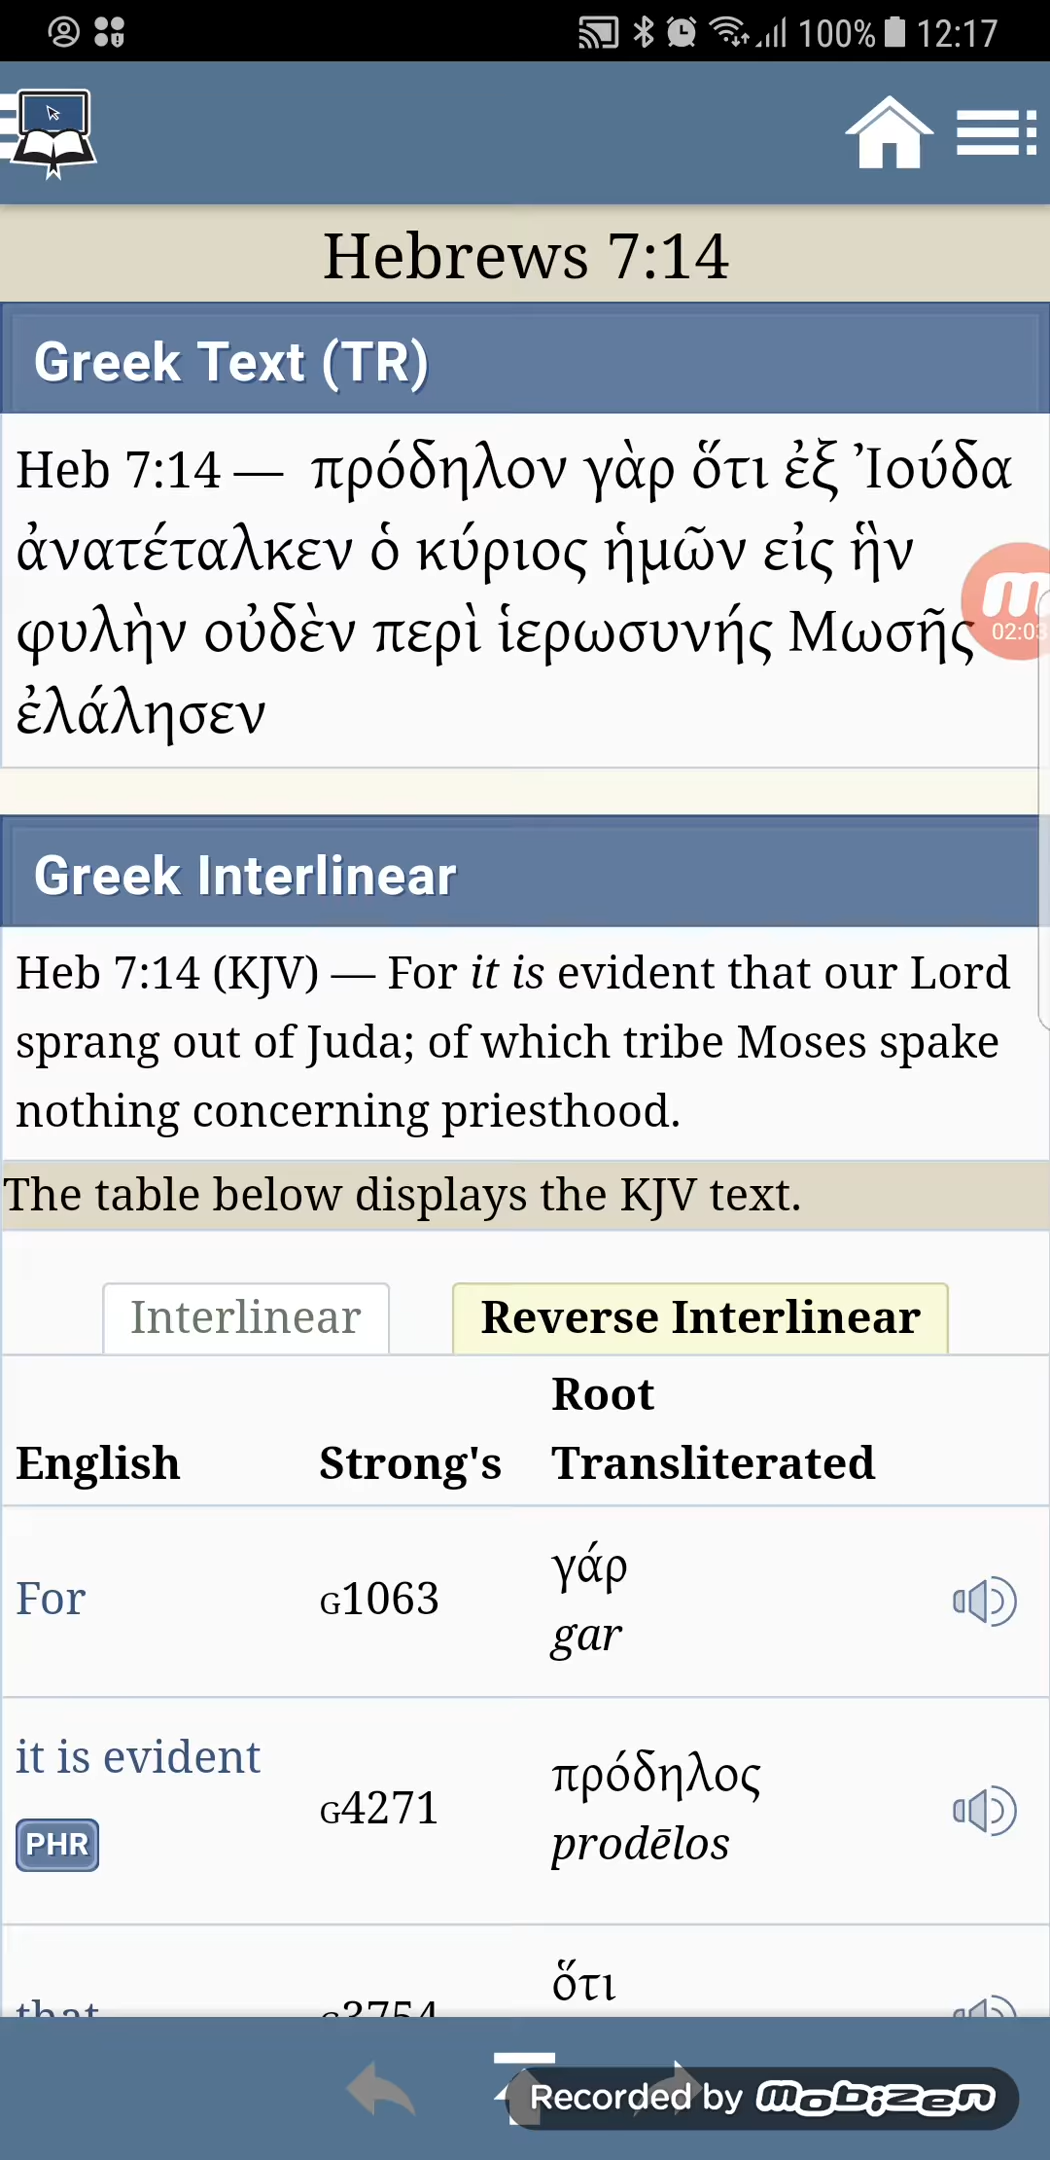 100% 12:17
Hebrews 7:14
Greek Text (TR)
Heb 7:14 — πρόδηλον γὰρ ὅτι ἐξ Ἰούδα
ἀνατέταλκεν ὁ κύριος ἡμῶν εἰς ἣν
φυλὴν οὐδὲν περὶ ἱερωσυνής Μωσῆς
ἐλάλησεν
02:03
Greek Interlinear
Heb 7:14 (KJV) — For it is evident that our Lord
sprang out of Juda; of which tribe Moses spake
nothing concerning priesthood.
The table below displays the KJV text.
Interlinear Reverse Interlinear
Root
English Strong's Transliterated
For G1063 γάρ
gar
it is evident
PHR
G4271 πρόδηλος
prodēlos
ὅτι
that G3754
Recorded by mobizen